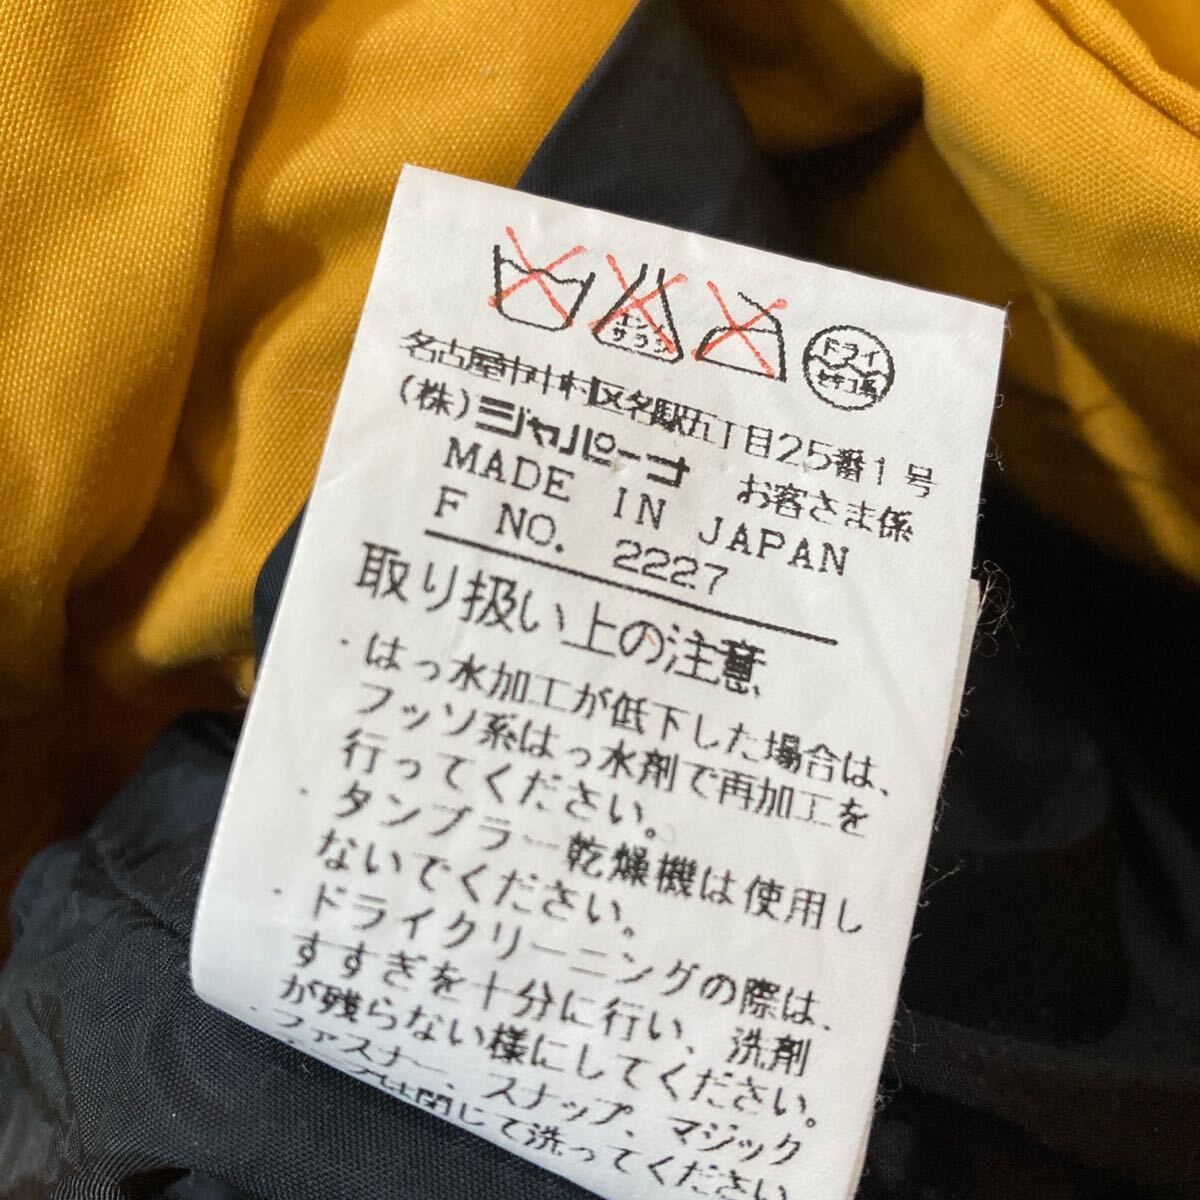 エンソ
サラシ
ドライ
セキユ系
名古屋市中村区名駅五丁目25番1号
(株)ジャパーナ お客さま係
MADE IN JAPAN
F NO. 2227
取り扱い上の注意
・はっ水加工が低下した場合は、
フッソ系はっ水剤で再加工を
行ってください。
・タンブラー乾燥機は使用し
ないでください。
・ドライクリーニングの際は、
すすぎを十分に行い、洗剤
が残らない様にしてください。
・ファスナー、スナップ、マジック
閉じて洗ってください